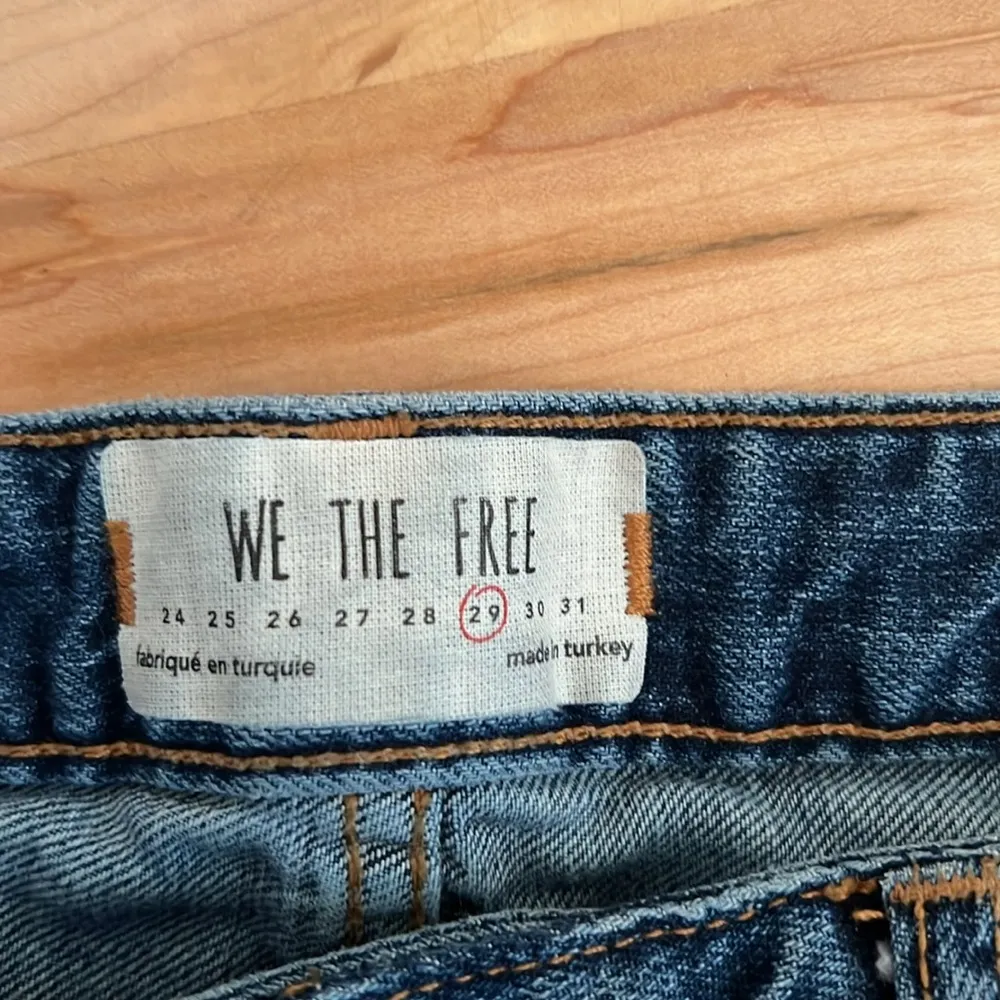 WE THE FREE
24 25 26 27 28 29 30 31
fabriqué en turquie made in turkey